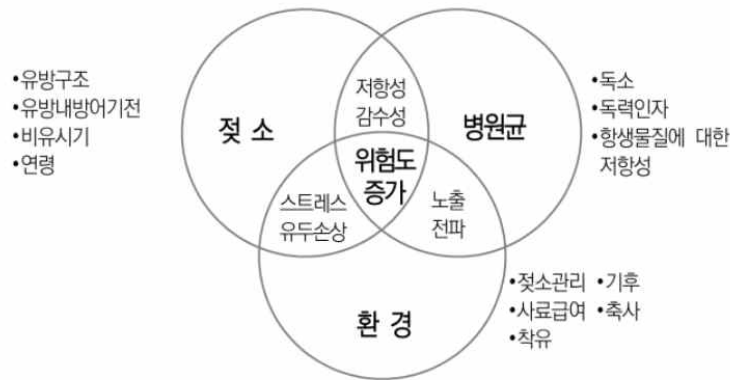 •유방구조
•유방내방어기전
•비유시기
•연령
젖 소
저항성
감수성
병원균
•독소
•독력인자
•항생물질에 대한
저항성
위험도
증가
스트레스
유두손상
노출
전파
환 경
•젖소관리 •기후
•사료급여 •축사
•착유